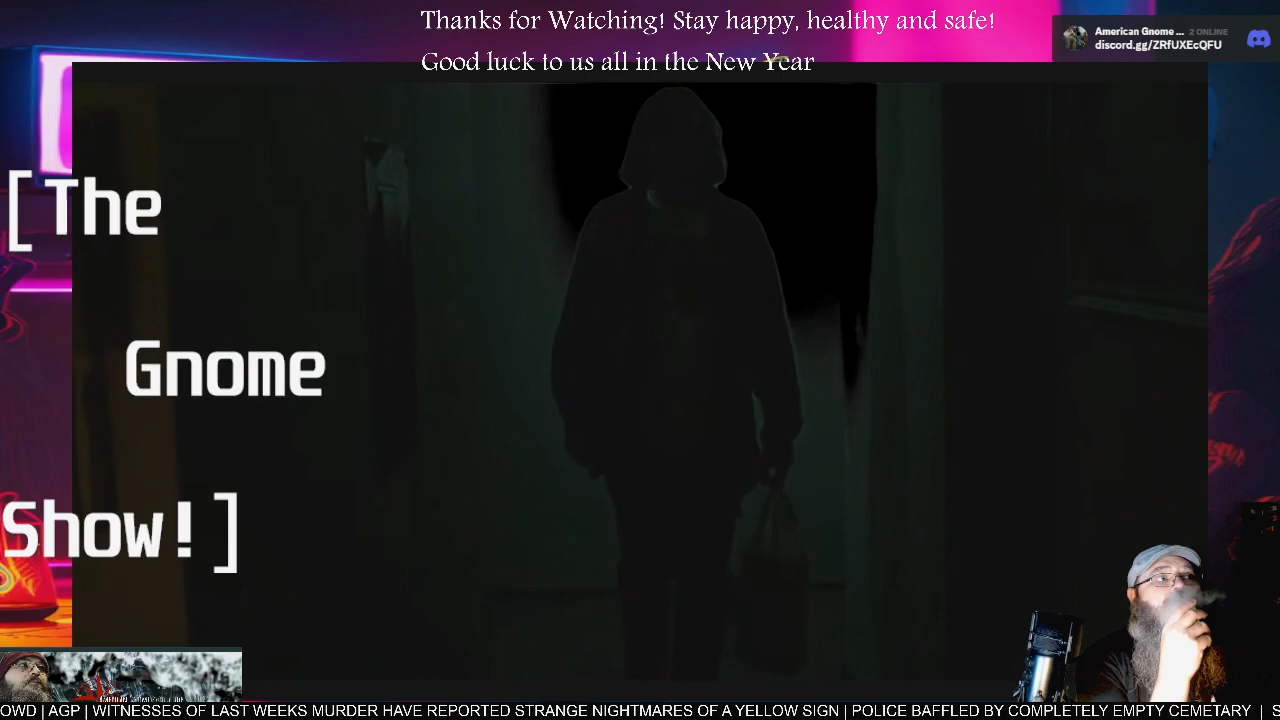 Thanks for Watching! Stay happy, healthy and safe!
Good luck to us all in the New Year
American Gnome ... 2 ONLINE
discord.gg/ZRfUXEcQFU
[The
Gnome
Show!]
OWD | AGP | WITNESSES OF LAST WEEKS MURDER HAVE REPORTED STRANGE NIGHTMARES OF A YELLOW SIGN | POLICE BAFFLED BY COMPLETELY EMPTY CEMETARY | S